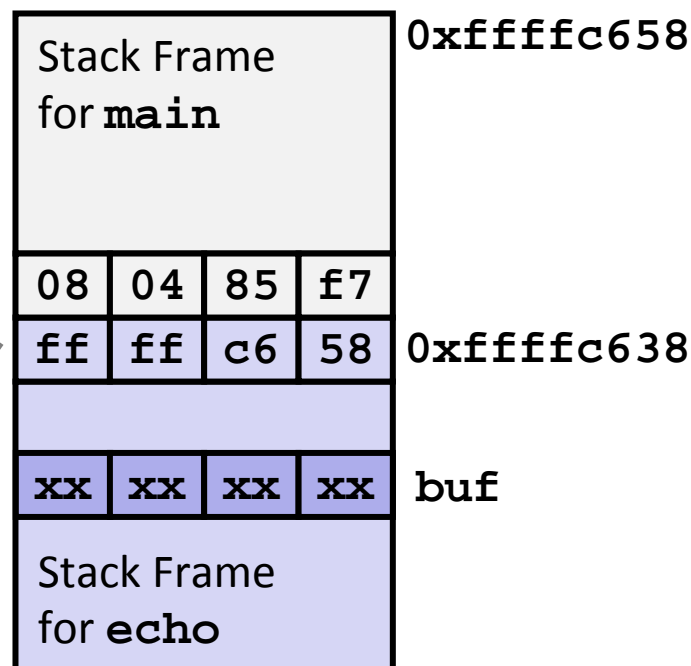 Stack Frame
for main
0xffffc658
08 04 85 f7
ff ff c6 58 0xffffc638
xx xx xx xx buf
Stack Frame
for echo